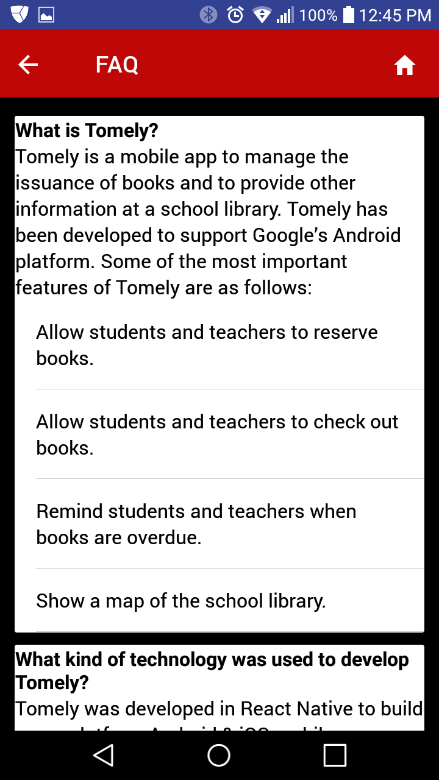 100% 12:45 PM
FAQ
What is Tomely?
Tomely is a mobile app to manage the
issuance of books and to provide other
information at a school library. Tomely has
been developed to support Google's Android
platform. Some of the most important
features of Tomely are as follows:
Allow students and teachers to reserve
books.
Allow students and teachers to check out
books.
Remind students and teachers when
books are overdue.
Show a map of the school library.
What kind of technology was used to develop
Tomely?
Tomely was developed in React Native to build